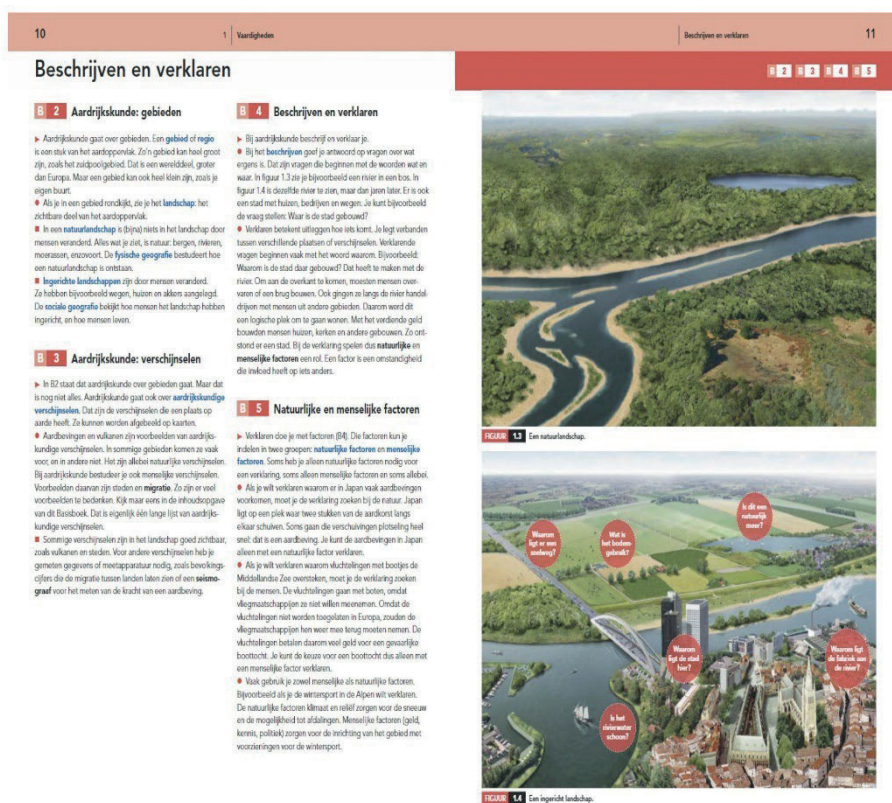 10
1 Vaardigheden
Beschrijven en verklaren
B 2 Aardrijkskunde: gebieden
▶ Aardrijkskunde gaat over gebieden. Een gebied of regio
is een stuk van het aardoppervlak. Zo'n gebied kan heel groot
zijn, zoals het zuidpoolgebied. Dat is een werelddeel, groter
dan Europa. Maar een gebied kan ook heel klein zijn, zoals je
eigen buurt.
● Als je in een gebied rondkijkt, zie je het landschap: het
zichtbare deel van het aardoppervlak.
■ In een natuurlandschap is (bijna) niets in het landschap door
mensen veranderd. Alles wat je ziet, is natuur: bergen, rivieren,
moerassen, enzovoort. De fysische geografie bestudeert hoe
een natuurlandschap is ontstaan.
■ Ingerichte landschappen zijn door mensen veranderd.
Ze hebben bijvoorbeeld wegen, huizen en akkers aangelegd.
De sociale geografie bekijkt hoe mensen het landschap hebben
ingericht, en hoe mensen leven.
B 3 Aardrijkskunde: verschijnselen
▶ In B2 staat dat aardrijkskunde over gebieden gaat. Maar dat
is nog niet alles. Aardrijkskunde gaat ook over aardrijkskundige
verschijnselen. Dat zijn de verschijnselen die een plaats op
aarde heeft. Ze kunnen worden afgebeeld op kaarten.
● Aardbevingen en vulkanen zijn voorbeelden van aardrijks-
kundige verschijnselen. In sommige gebieden komen ze vaak
voor, en in andere niet. Het zijn allebei natuurlijke verschijnselen.
Bij aardrijkskunde bestudeer je ook menselijke verschijnselen.
Voorbeelden daarvan zijn steden en migratie. Zo zijn er veel
voorbeelden te bedenken. Kijk maar eens in de inhoudsopgave
van dit Basisboek. Dat is eigenlijk één lange lijst van aardrijks-
kundige verschijnselen.
■ Sommige verschijnselen zijn in het landschap goed zichtbaar,
zoals vulkanen en steden. Voor andere verschijnselen heb je
gemeten gegevens of meetapparatuur nodig, zoals bevolkings-
cijfers die de migratie tussen landen laten zien of een seismo-
graaf voor het meten van de kracht van een aardbeving.
B 4 Beschrijven en verklaren
▶ Bij aardrijkskunde beschrijf en verklaar je.
● Bij het beschrijven geef je antwoord op vragen over wat
ergens is. Dat zijn vragen die beginnen met de woorden wat en
waar. In figuur 1.3 zie je bijvoorbeeld een rivier in een bos. In
figuur 1.4 is dezelfde rivier te zien, maar dan jaren later. Er is ook
een stad met huizen, bedrijven en wegen. Je kunt bijvoorbeeld
de vraag stellen: Waar is de stad gebouwd?
● Verklaren betekent uitleggen hoe iets komt. Je legt verbanden
tussen verschillende plaatsen of verschijnselen. Verklarende
vragen beginnen vaak met het woord waarom. Bijvoorbeeld:
Waarom is de stad daar gebouwd? Dat heeft te maken met de
rivier. Om aan de overkant te komen, moesten mensen over-
varen of een brug bouwen. Ook gingen ze langs de rivier handel-
drijven met mensen uit andere gebieden. Daarom werd dit
een logische plek om te gaan wonen. Met het verdiende geld
bouwden mensen huizen, kerken en andere gebouwen. Zo ont-
stond er een stad. Bij de verklaring spelen dus natuurlijke en
menselijke factoren een rol. Een factor is een omstandigheid
die invloed heeft op iets anders.
B 5 Natuurlijke en menselijke factoren
▶ Verklaren doe je met factoren (B4). Die factoren kun je
indelen in twee groepen: natuurlijke factoren en menselijke
factoren. Soms heb je alleen natuurlijke factoren nodig voor
een verklaring, soms alleen menselijke factoren en soms allebei.
● Als je wilt verklaren waarom er in Japan vaak aardbevingen
voorkomen, moet je de verklaring zoeken bij de natuur. Japan
ligt op een plek waar twee stukken van de aardkorst langs
elkaar schuiven. Soms gaan die verschuivingen plotseling heel
snel: dat is een aardbeving. Je kunt de aardbevingen in Japan
alleen met een natuurlijke factor verklaren.
● Als je wilt verklaren waarom vluchtelingen met bootjes de
Middellandse Zee oversteken, moet je de verklaring zoeken
bij de mensen. De vluchtelingen gaan met boten, omdat
vliegmaatschappijen ze niet willen meenemen. Omdat de
vluchtelingen niet worden toegelaten in Europa, zouden de
vliegmaatschappijen hen weer mee terug moeten nemen. De
vluchtelingen betalen daarom veel geld voor een gevaarlijke
boottocht. Je kunt de keuze voor een boottocht dus alleen met
een menselijke factor verklaren.
● Vaak gebruik je zowel menselijke als natuurlijke factoren.
Bijvoorbeeld als je de wintersport in de Alpen wilt verklaren.
De natuurlijke factoren klimaat en reliëf zorgen voor de sneeuw
en de mogelijkheid tot afdalingen. Menselijke factoren (geld,
kennis, politiek) zorgen voor de inrichting van het gebied met
voorzieningen voor de wintersport.
Beschrijven en verklaren
11
B 2 B 3 B 4 B 5
FIGUUR 1.3 Een natuurlandschap.
Waarom
ligt er een
snelweg?
Wat is
het bodem-
gebruik?
Is dit een
natuurlijk
meer?
Waarom
ligt de stad
hier?
Waarom ligt
de fabriek aan
de rivier?
Is het
rivierwater
schoon?
FIGUUR 1.4 Een ingericht landschap.